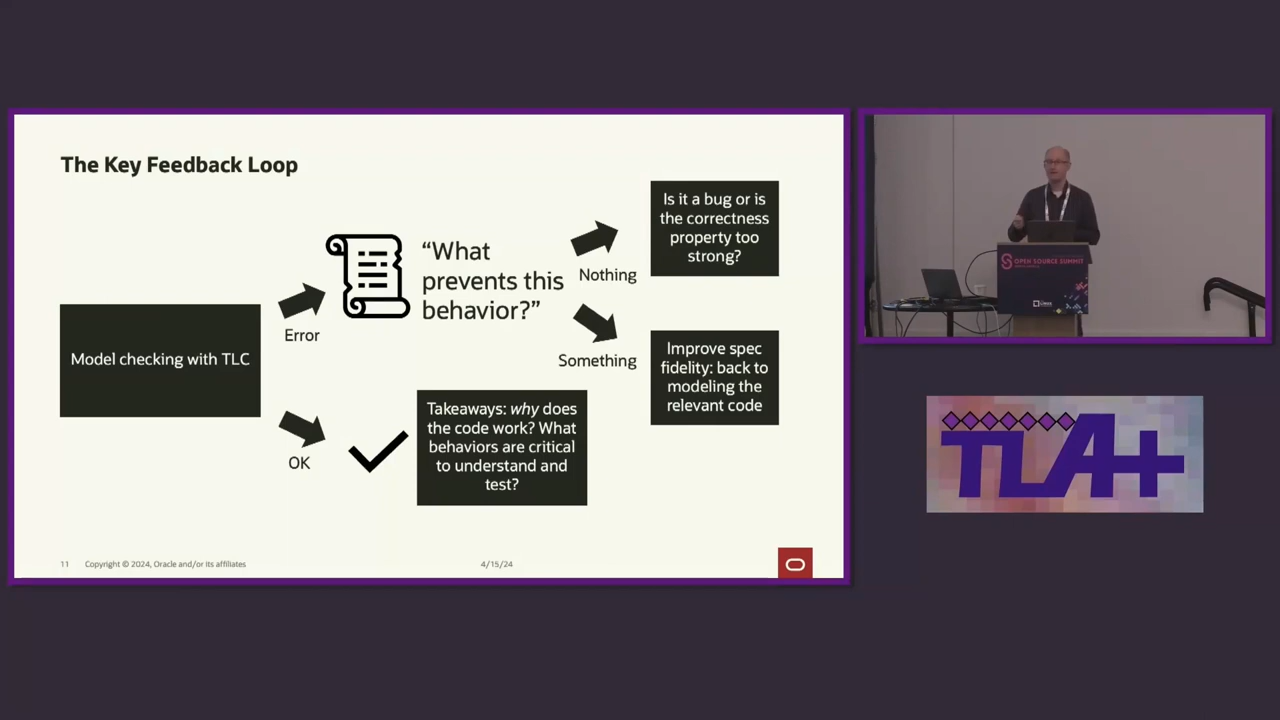 The Key Feedback Loop
Model checking with TLC
Error
OK
“What
prevents this
behavior?”
Nothing
Something
Is it a bug or is
the correctness
property too
strong?
Improve spec
fidelity: back to
modeling the
relevant code
Takeaways: why does
the code work? What
behaviors are critical
to understand and
test?
11 Copyright © 2024, Oracle and/or its affiliates 4/15/24
OPEN SOURCE SUMMIT
TLA+